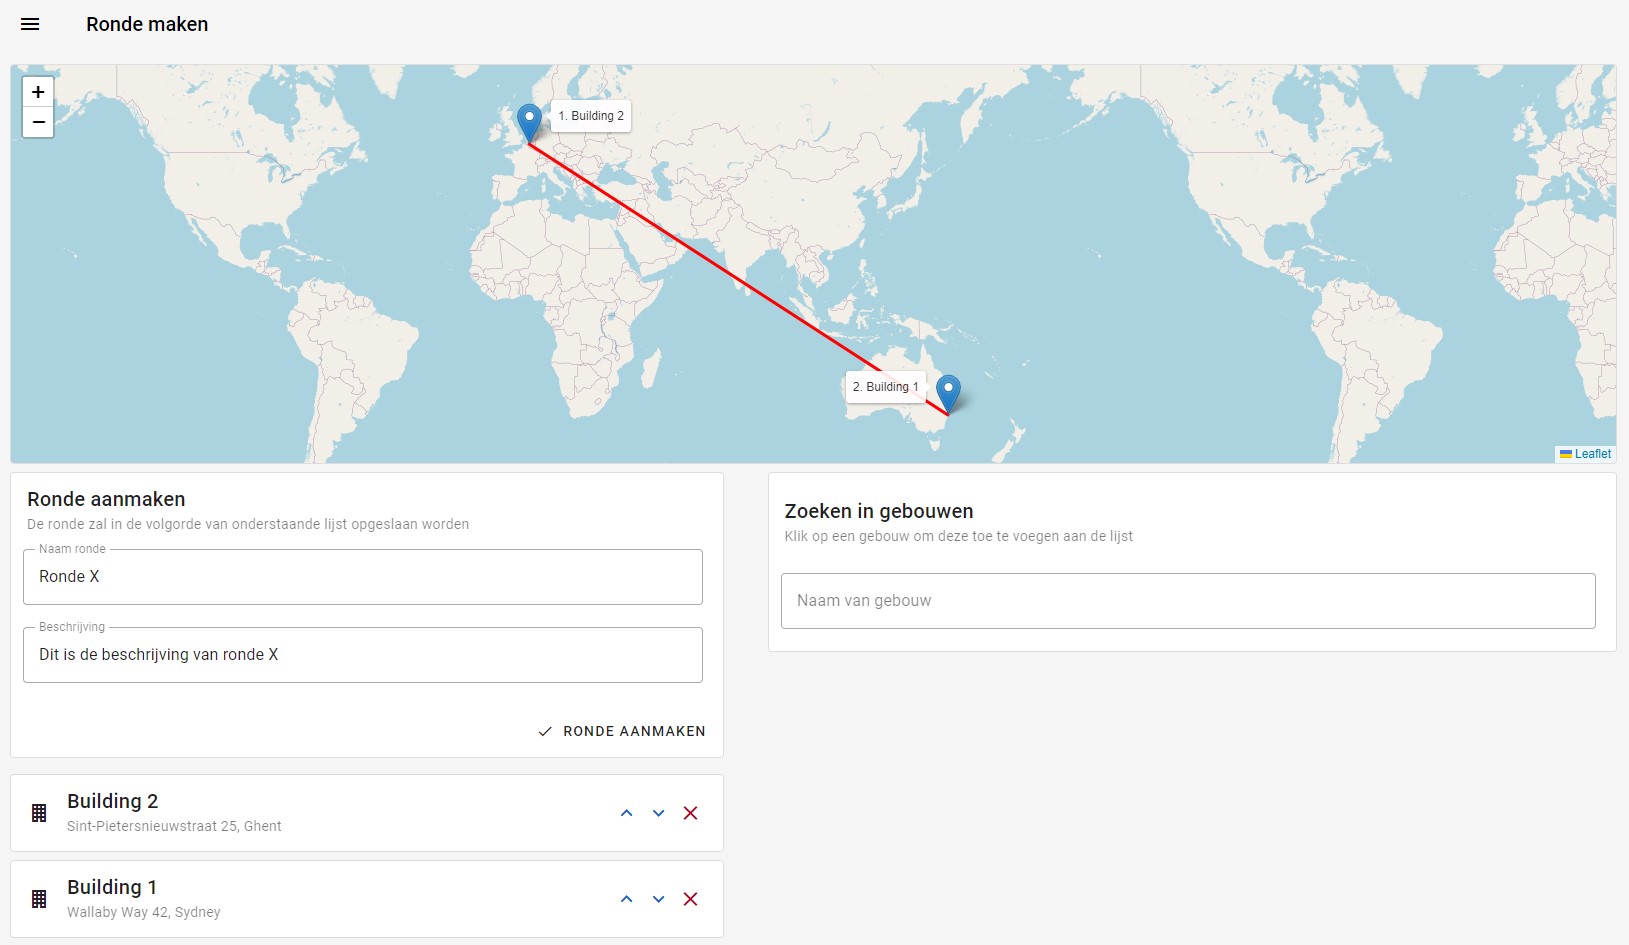 Ronde maken
+
−
1. Building 2
2. Building 1
Leaflet
Ronde aanmaken
De ronde zal in de volgorde van onderstaande lijst opgeslaan worden
Naam ronde
Ronde X
Beschrijving
Dit is de beschrijving van ronde X
RONDE AANMAKEN
Building 2
Sint-Pietersnieuwstraat 25, Ghent
Building 1
Wallaby Way 42, Sydney
Zoeken in gebouwen
Klik op een gebouw om deze toe te voegen aan de lijst
Naam van gebouw